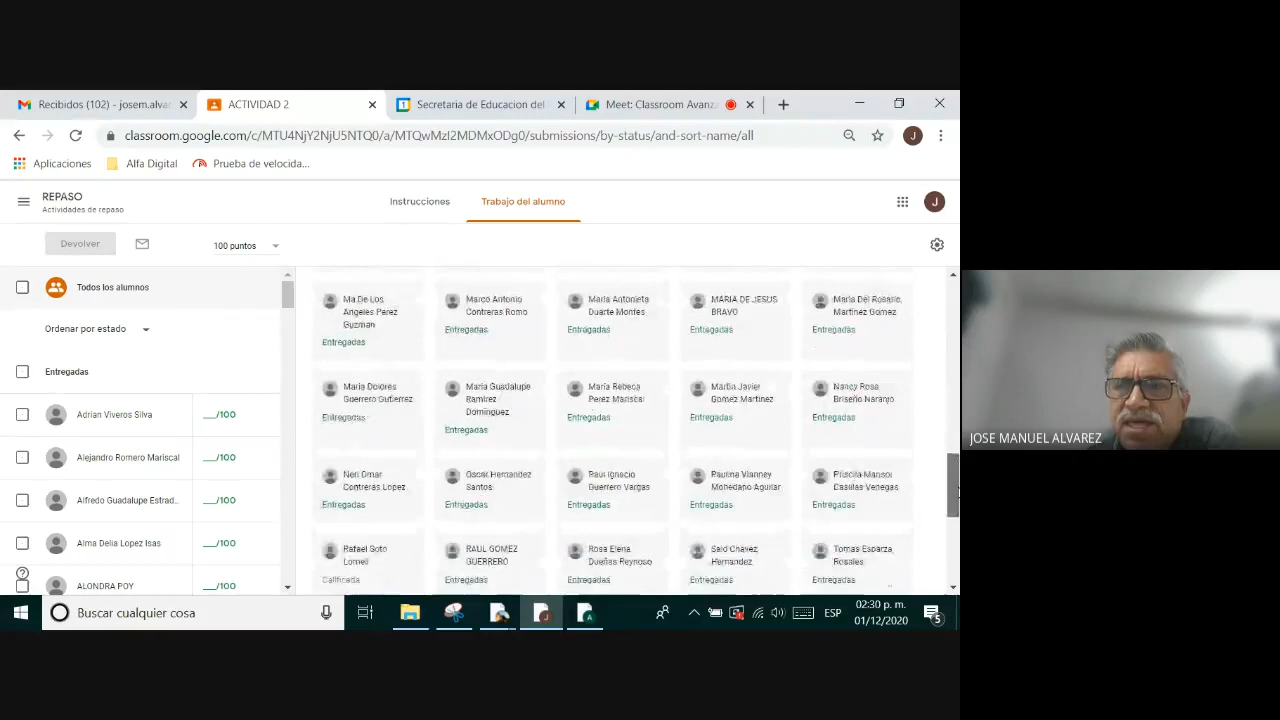 Recibidos (102) - josem.alvar
ACTIVIDAD 2
Secretaria de Educacion del
Meet: Classroom Avanz
classroom.google.com/c/MTU4NjY2NjU5NTQ0/a/MTQwMzI2MDMxODg0/submissions/by-status/and-sort-name/all
J
Aplicaciones
Alfa Digital
Prueba de velocida...
REPASO
Actividades de repaso
Instrucciones
Trabajo del alumno
J
Devolver
100 puntos
Todos los alumnos
Ordenar por estado
Entregadas
Adrian Viveros Silva
__/100
Alejandro Romero Mariscal
__/100
Alfredo Guadalupe Estrad..
__/100
Alma Delia Lopez Isas
__/100
ALONDRA POY
__/100
Ma De Los
Angeles Perez
Guzman
Entregadas
Marco Antonio
Contreras Romo
Entregadas
Maria Antonieta
Duarte Montes
Entregadas
MARIA DE JESUS
BRAVO
Entregadas
Maria Del Rosario,
Martinez Gomez
Entregadas
Maria Dolores
Guerrero Gutierrez
Entregadas
Maria Guadalupe
Ramirez
Dominguez
Entregadas
María Rebeca
Perez Mariscal
Entregadas
Martin Javier
Gomez Martinez
Entregadas
Nancy Rosa
Briseño Naranjo
Entregadas
Neri Omar
Contreras Lopez
Entregadas
Oscar Hernandez
Santos
Entregadas
Paul Ignacio
Guerrero Vargas
Entregadas
Paulina Vianney
Mohedano Aguilar
Entregadas
Priscila Marisol
Casillas Venegas
Entregadas
Rafael Soto
Calificada
RAUL GOMEZ
GUERRERO
Entregadas
Rosa Elena
Dueñas Reynoso
Entregadas
Said Chavez
Hernandez
Entregadas
Tomas Esparza
Rosales
Entregadas
JOSE MANUEL ALVAREZ
Buscar cualquier cosa
ESP
02:30 p. m.
01/12/2020
5